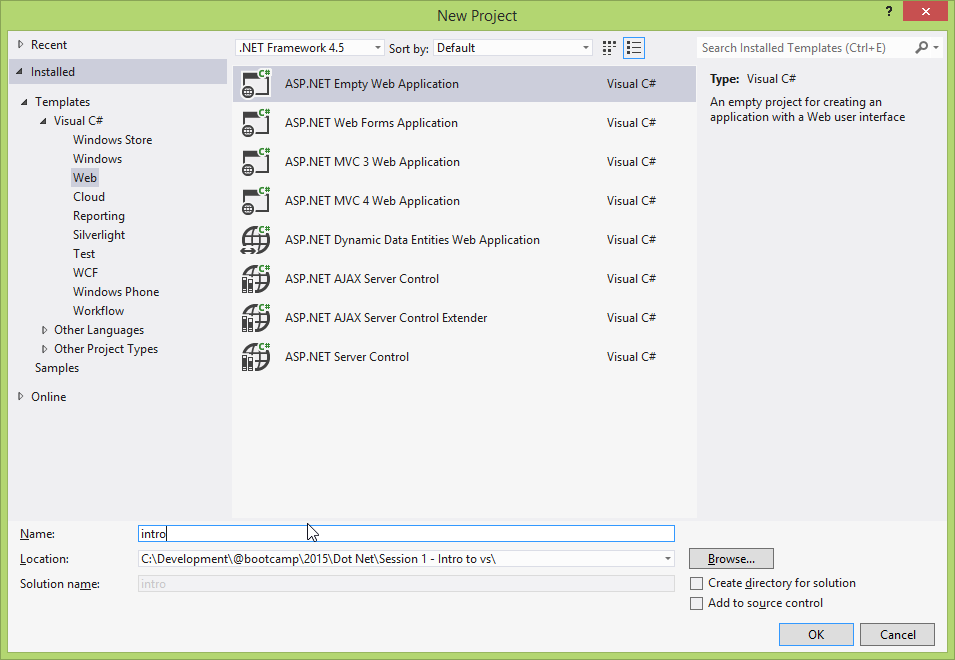 New Project
?
Recent
Installed
Templates
Visual C#
Windows Store
Windows
Web
Cloud
Reporting
Silverlight
Test
WCF
Windows Phone
Workflow
Other Languages
Other Project Types
Samples
Online
.NET Framework 4.5 Sort by: Default
C# ASP.NET Empty Web Application Visual C#
C# ASP.NET Web Forms Application Visual C#
C# ASP.NET MVC 3 Web Application Visual C#
C# ASP.NET MVC 4 Web Application Visual C#
C# ASP.NET Dynamic Data Entities Web Application Visual C#
C# ASP.NET AJAX Server Control Visual C#
C# ASP.NET AJAX Server Control Extender Visual C#
C# ASP.NET Server Control Visual C#
Search Installed Templates (Ctrl+E)
Type: Visual C#
An empty project for creating an
application with a Web user interface
Name: intro
Location: C:\Development\@bootcamp\2015\Dot Net\Session 1 - Intro to vs\ Browse...
Solution name: intro
Create directory for solution
Add to source control
OK Cancel